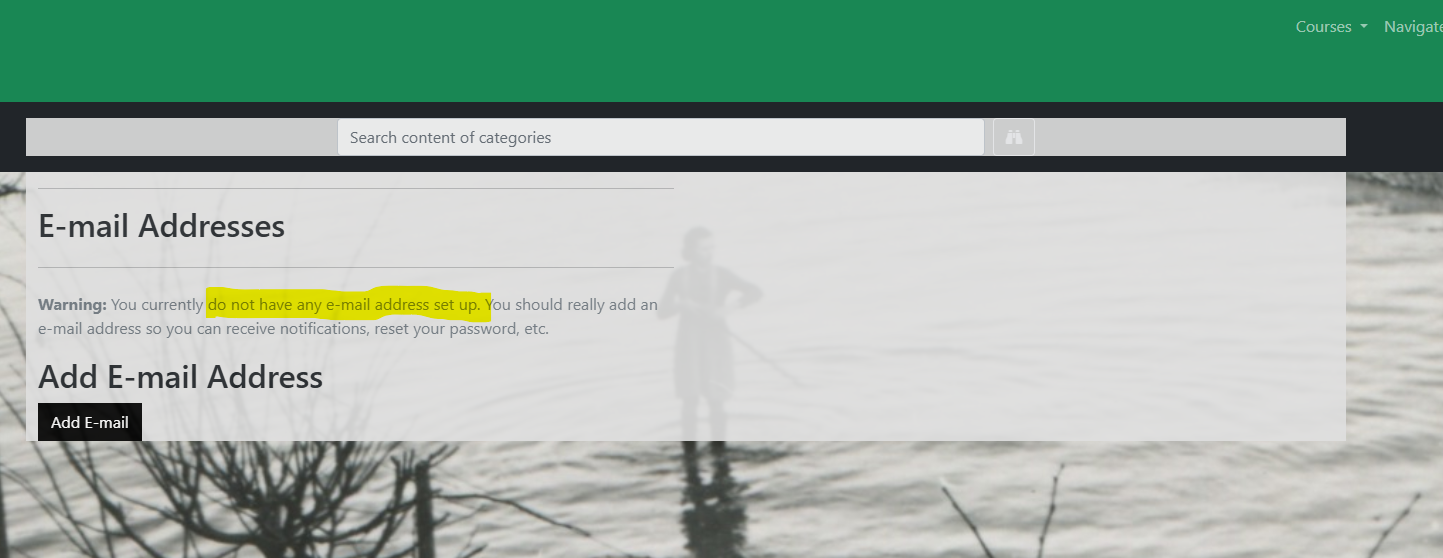 Courses
Search content of categories
E-mail Addresses
Warning: You currently do not have any e-mail address set up. You should really add an
e-mail address so you can receive notifications, reset your password, etc.
Add E-mail Address
Add E-mail